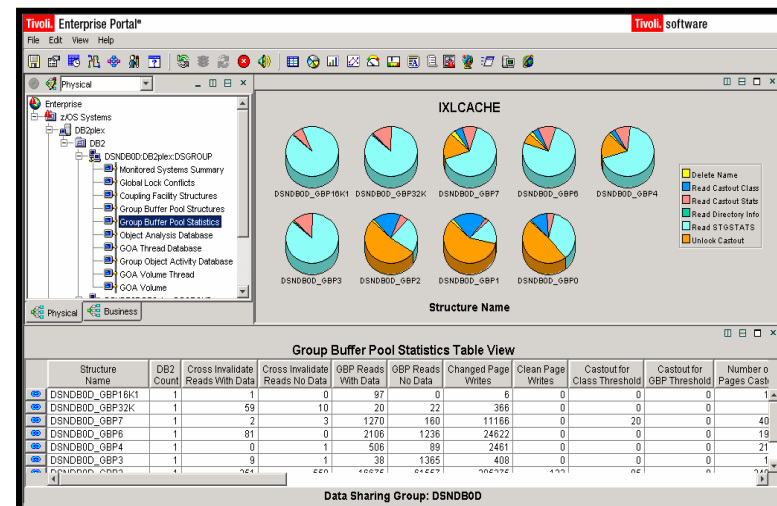 Tivoli. Enterprise Portal®
Tivoli. software
File Edit View Help
Physical
Enterprise
z/OS Systems
DB2plex
DB2
DSNDB0D:DB2plex:DSGROUP
Monitored Systems Summary
Global Lock Conflicts
Coupling Facility Structures
Group Buffer Pool Structures
Group Buffer Pool Statistics
Object Analysis Database
GOA Thread Database
Group Object Activity Database
GOA Volume Thread
GOA Volume
Physical Business
IXLCACHE
DSNDB0D_GBP16K1 DSNDB0D_GBP32K DSNDB0D_GBP7 DSNDB0D_GBP6 DSNDB0D_GBP4
DSNDB0D_GBP3 DSNDB0D_GBP2 DSNDB0D_GBP1 DSNDB0D_GBP0
Structure Name
Delete Name
Read Castout Class
Read Castout Stats
Read Directory Info
Read STGSTATS
Unlock Castout
Group Buffer Pool Statistics Table View
Structure DB2 Cross Invalidate Cross Invalidate GBP Reads GBP Reads Changed Page Clean Page Castout for Castout for Number o
Name Count Reads With Data Reads No Data With Data No Data Writes Writes Class Threshold GBP Threshold Pages Casto
DSNDB0D_GBP16K1 1 1 0 97 0 6 0 0 0 1
DSNDB0D_GBP32K 1 59 10 20 22 366 0 0 0
DSNDB0D_GBP7 1 2 3 1270 160 11166 0 20 0 40
DSNDB0D_GBP6 1 81 0 2106 1236 24622 0 0 0 19
DSNDB0D_GBP4 1 0 1 506 89 2461 0 0 0 21
DSNDB0D_GBP3 1 9 1 38 1365 408 0 0 0 1
Data Sharing Group: DSNDB0D